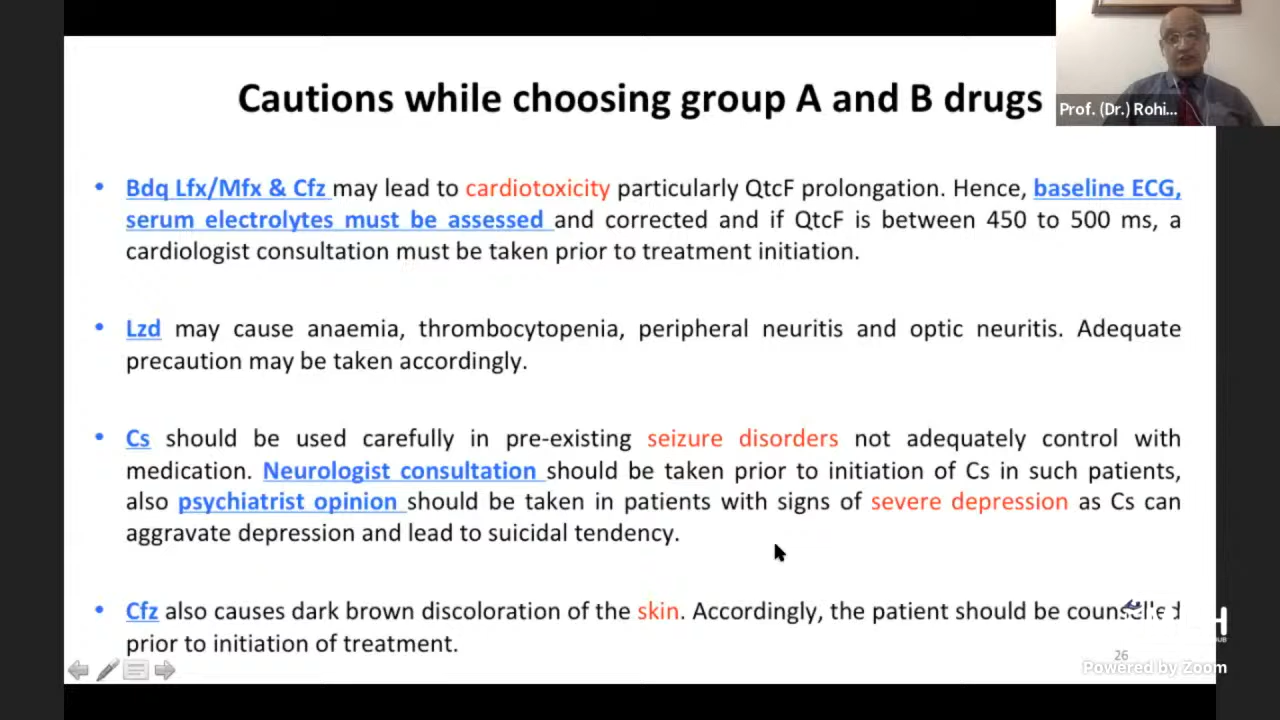 Cautions while choosing group A and B drugs
Prof. (Dr.) Rohi...
• Bdq Lfx/Mfx & Cfz may lead to cardiotoxicity particularly QtcF prolongation. Hence, baseline ECG,
serum electrolytes must be assessed and corrected and if QtcF is between 450 to 500 ms, a
cardiologist consultation must be taken prior to treatment initiation.
• Lzd may cause anaemia, thrombocytopenia, peripheral neuritis and optic neuritis. Adequate
precaution may be taken accordingly.
• Cs should be used carefully in pre-existing seizure disorders not adequately control with
medication. Neurologist consultation should be taken prior to initiation of Cs in such patients,
also psychiatrist opinion should be taken in patients with signs of severe depression as Cs can
aggravate depression and lead to suicidal tendency.
• Cfz also causes dark brown discoloration of the skin. Accordingly, the patient should be counselled
prior to initiation of treatment.
26
Powered by Zoom